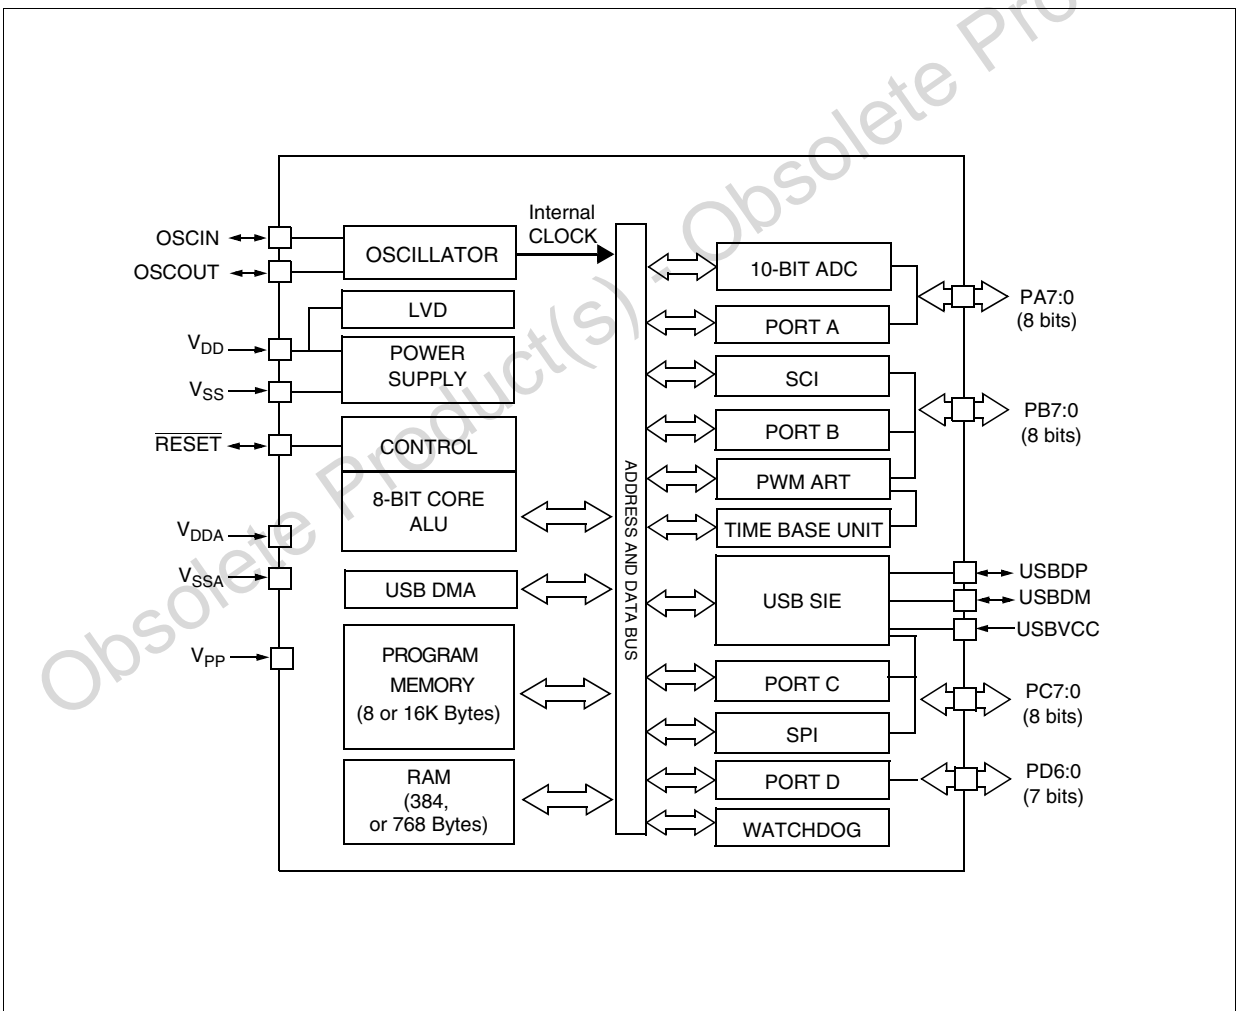 Obsolete Product(s) - Obsolete Pro
OSCIN
OSCOUT
VDD
VSS
RESET
VDDA
VSSA
VPP
OSCILLATOR
Internal
CLOCK
LVD
POWER
SUPPLY
CONTROL
8-BIT CORE
ALU
USB DMA
PROGRAM
MEMORY
(8 or 16K Bytes)
RAM
(384,
or 768 Bytes)
ADDRESS AND DATA BUS
10-BIT ADC
PORT A
SCI
PORT B
PWM ART
TIME BASE UNIT
USB SIE
PORT C
SPI
PORT D
WATCHDOG
PA7:0
(8 bits)
PB7:0
(8 bits)
USBDP
USBDM
USBVCC
PC7:0
(8 bits)
PD6:0
(7 bits)